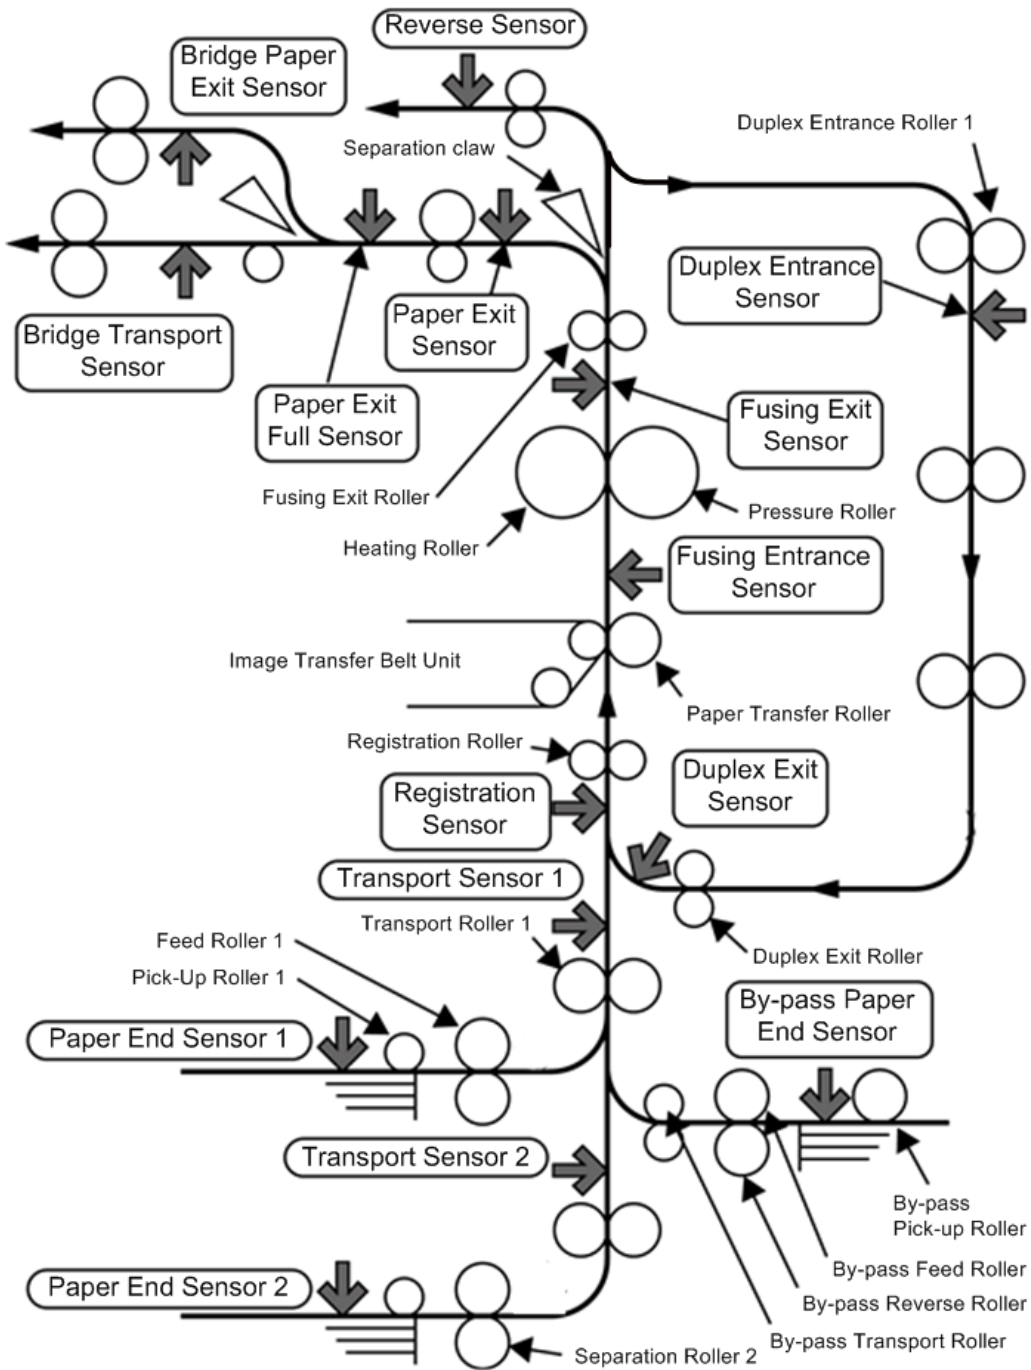 Reverse Sensor
Bridge Paper
Exit Sensor
Duplex Entrance Roller 1
Separation claw
Duplex Entrance
Sensor
Paper Exit
Sensor
Bridge Transport
Sensor
Paper Exit
Full Sensor
Fusing Exit
Sensor
Fusing Exit Roller
Pressure Roller
Heating Roller
Fusing Entrance
Sensor
Image Transfer Belt Unit
Paper Transfer Roller
Registration Roller
Duplex Exit
Sensor
Registration
Sensor
Transport Sensor 1
Transport Roller 1
Feed Roller 1
Duplex Exit Roller
Pick-Up Roller 1
By-pass Paper
End Sensor
Paper End Sensor 1
Transport Sensor 2
By-pass
Pick-up Roller
By-pass Feed Roller
Paper End Sensor 2
By-pass Reverse Roller
By-pass Transport Roller
Separation Roller 2